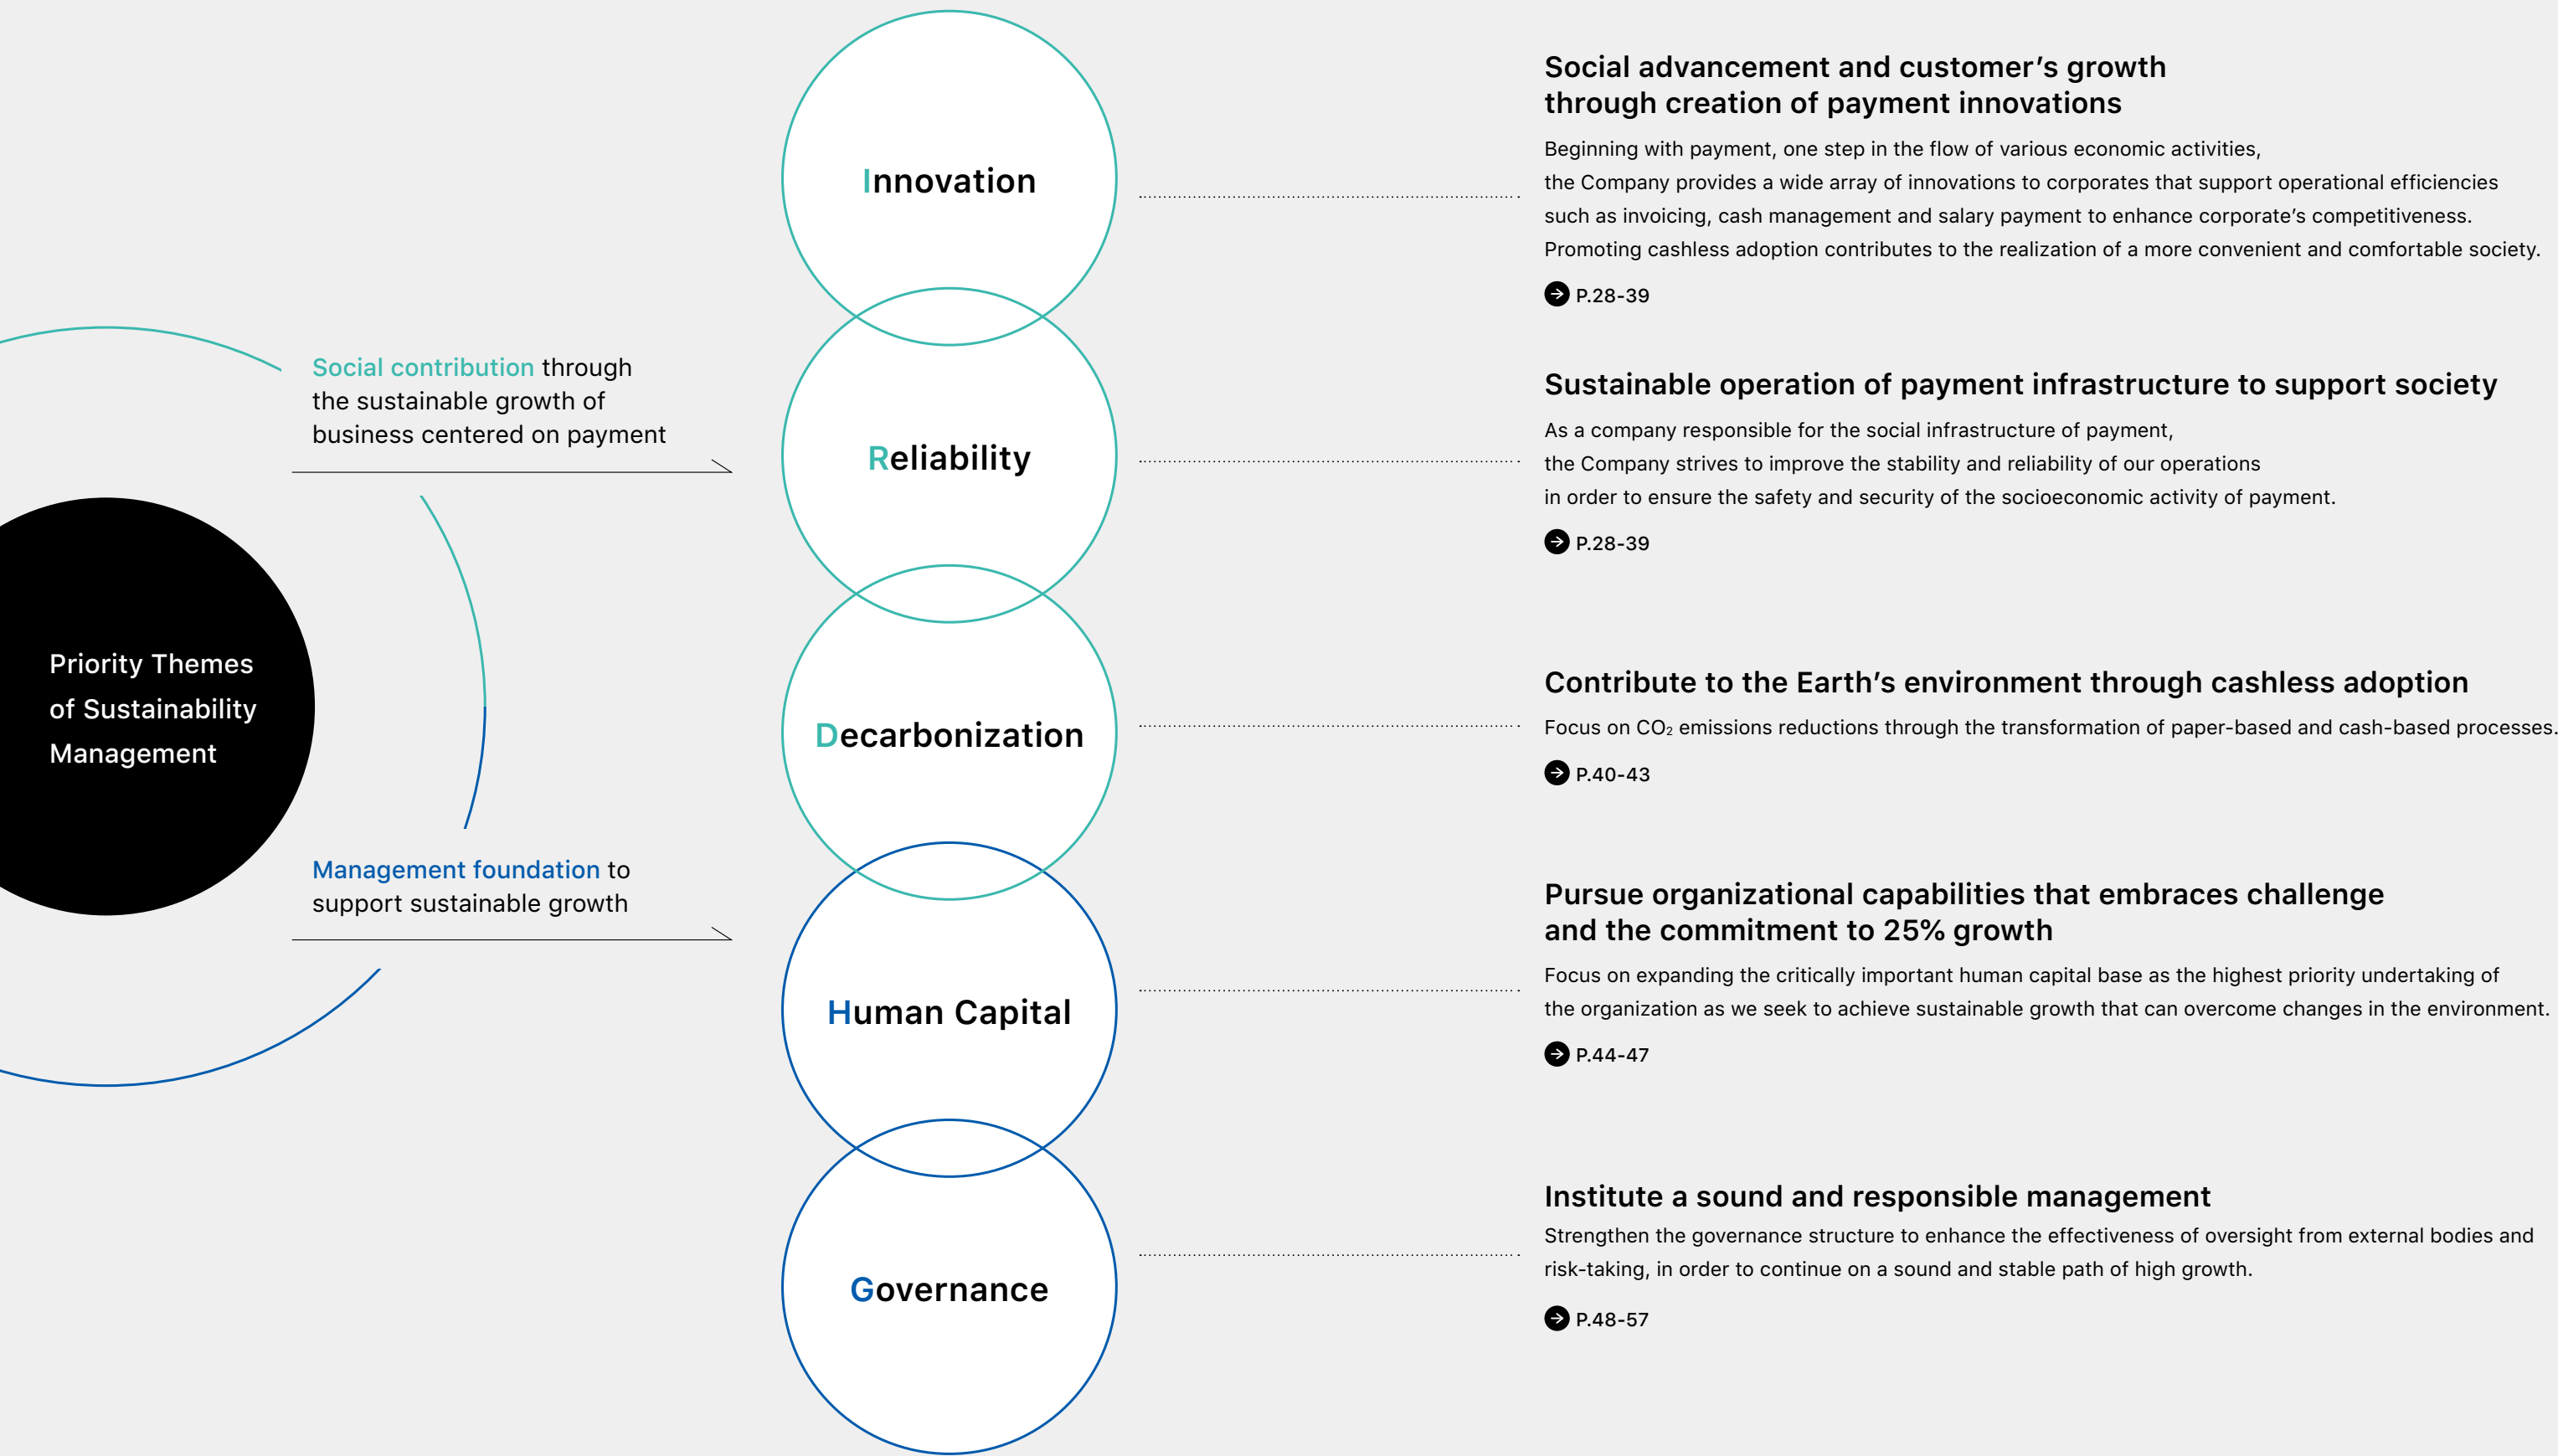 Priority Themes
of Sustainability
Management
Social contribution through
the sustainable growth of
business centered on payment
Management foundation to
support sustainable growth
Innovation
Social advancement and customer’s growth
through creation of payment innovations
Beginning with payment, one step in the flow of various economic activities,
the Company provides a wide array of innovations to corporates that support operational efficiencies
such as invoicing, cash management and salary payment to enhance corporate’s competitiveness.
Promoting cashless adoption contributes to the realization of a more convenient and comfortable society.
P.28-39
Reliability
Sustainable operation of payment infrastructure to support society
As a company responsible for the social infrastructure of payment,
the Company strives to improve the stability and reliability of our operations
in order to ensure the safety and security of the socioeconomic activity of payment.
P.28-39
Decarbonization
Contribute to the Earth’s environment through cashless adoption
Focus on CO₂ emissions reductions through the transformation of paper-based and cash-based processes.
P.40-43
Human Capital
Pursue organizational capabilities that embraces challenge
and the commitment to 25% growth
Focus on expanding the critically important human capital base as the highest priority undertaking of
the organization as we seek to achieve sustainable growth that can overcome changes in the environment.
P.44-47
Governance
Institute a sound and responsible management
Strengthen the governance structure to enhance the effectiveness of oversight from external bodies and
risk-taking, in order to continue on a sound and stable path of high growth.
P.48-57